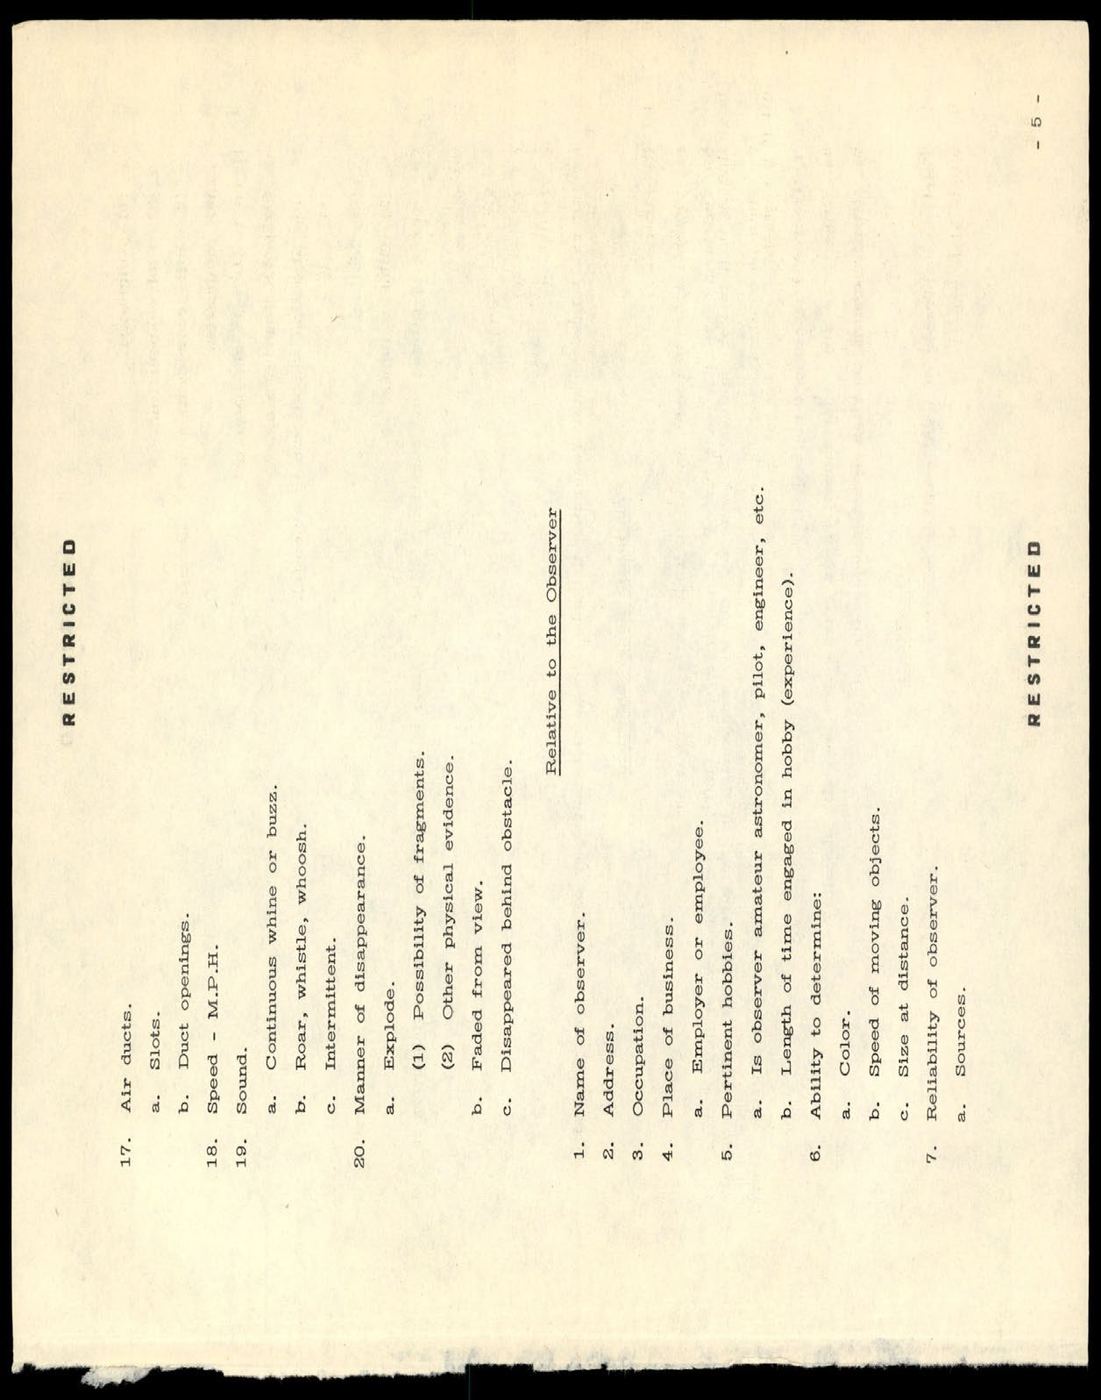 RESTRICTED
17. Air ducts.
a. Slots.
b. Duct openings.
18. Speed - M.P.H.
19. Sound.
a. Continuous whine or buzz.
b. Roar, whistle, whoosh.
c. Intermittent.
20. Manner of disappearance.
a. Explode.
(1) Possibility of fragments.
(2) Other physical evidence.
b. Faded from view.
c. Disappeared behind obstacle.
Relative to the Observer
1. Name of observer.
2. Address.
3. Occupation.
4. Place of business.
a. Employer or employee.
5. Pertinent hobbies.
a. Is observer amateur astronomer, pilot, engineer, etc.
b. Length of time engaged in hobby (experience).
6. Ability to determine:
a. Color.
b. Speed of moving objects.
c. Size at distance.
7. Reliability of observer.
a. Sources.
RESTRICTED
- 5 -